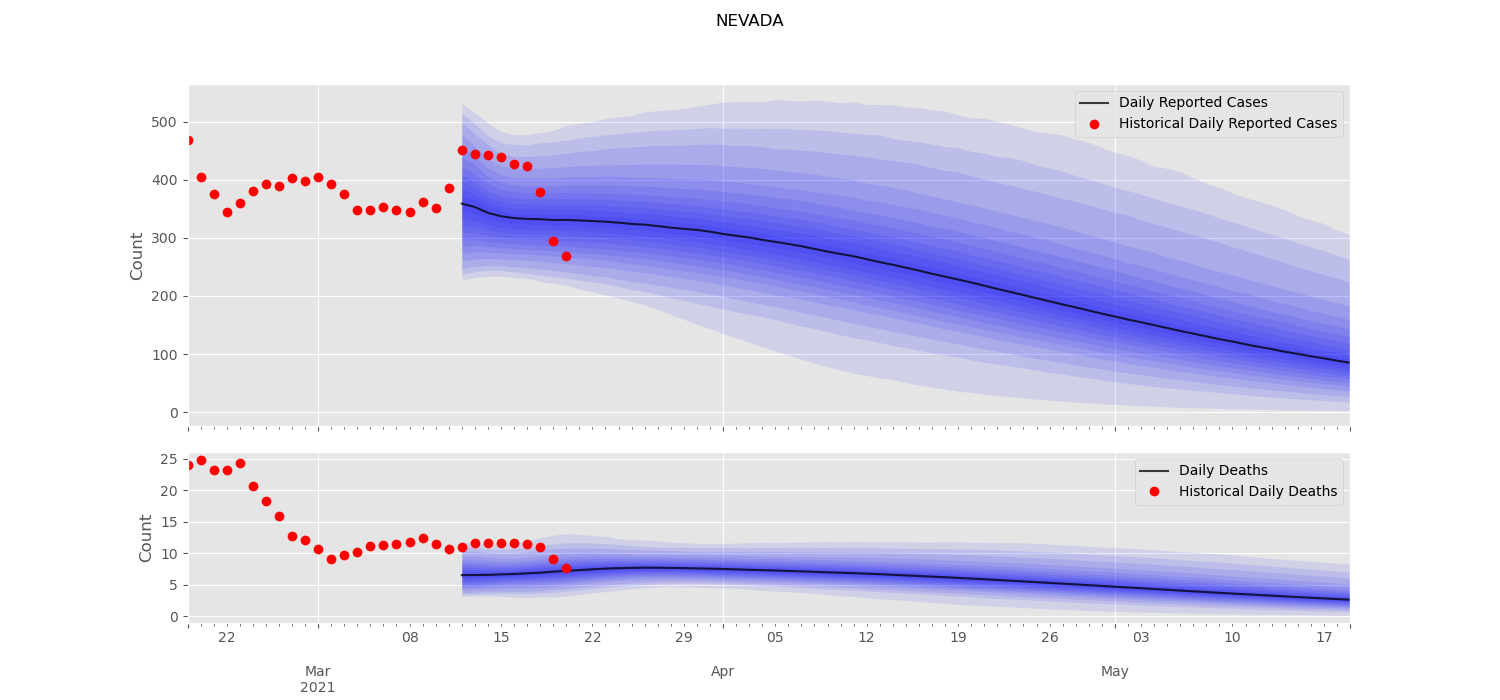 NEVADA
Daily Reported Cases
Historical Daily Reported Cases
Count
500
400
300
200
100
0
Daily Deaths
Historical Daily Deaths
Count
25
20
15
10
5
0
22 08 15 22 29 05 12 19 26 03 10 17
Mar Apr May
2021